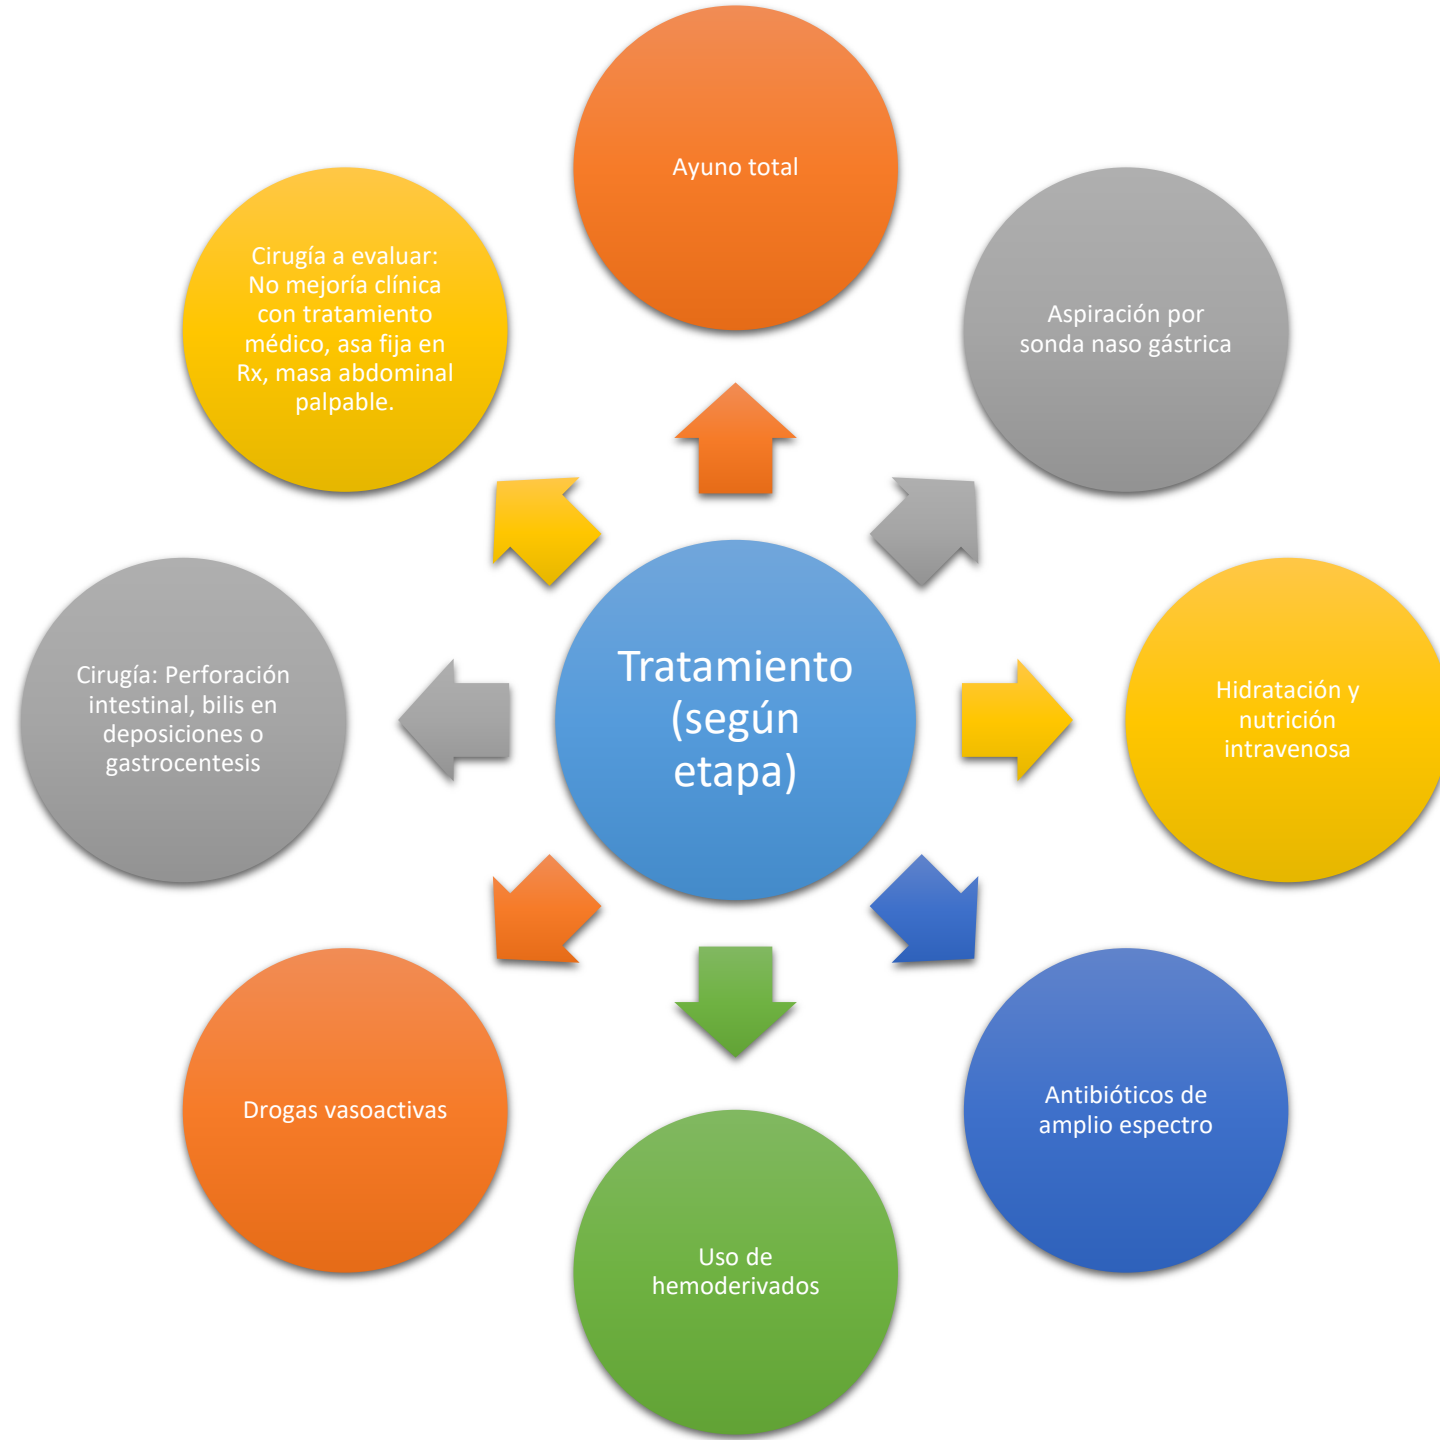 Ayuno total
Aspiración por
sonda naso gástrica
Hidratación y
nutrición
intravenosa
Antibióticos de
amplio espectro
Uso de
hemoderivados
Drogas vasoactivas
Cirugía: Perforación
intestinal, bilis en
deposiciones o
gastrocentesis
Cirugía a evaluar:
No mejoría clínica
con tratamiento
médico, asa fija en
Rx, masa abdominal
palpable.
Tratamiento
(según
etapa)